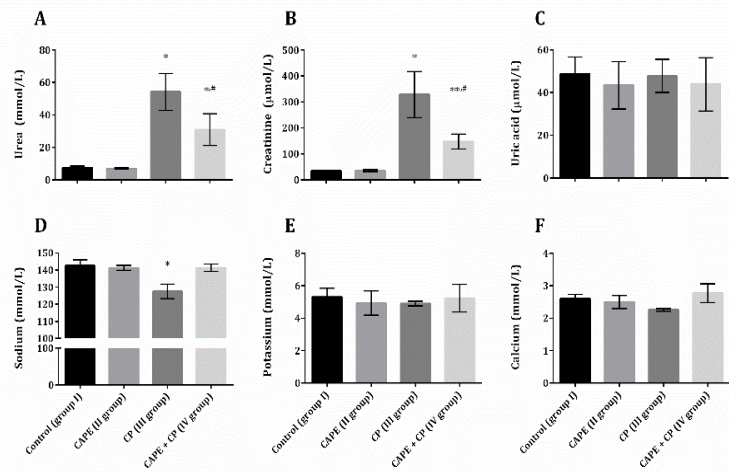 A
Urea (mmol/L)
80
60
40
20
0
*
*,#
B
Creatinine (μmol/L)
500
400
300
200
100
0
*
**,#
C
Uric acid (μmol/L)
60
40
20
0
D
Sodium (mmol/L)
150
140
130
120
110
100
100
0
*
Control (group I)
CAPE (II group)
CP (III group)
CAPE + CP (IV group)
E
Potassium (mmol/L)
8
6
4
2
0
Control (group I)
CAPE (II group)
CP (III group)
CAPE + CP (IV group)
F
Calcium (mmol/L)
4
3
2
1
0
Control (group I)
CAPE (II group)
CP (III group)
CAPE + CP (IV group)